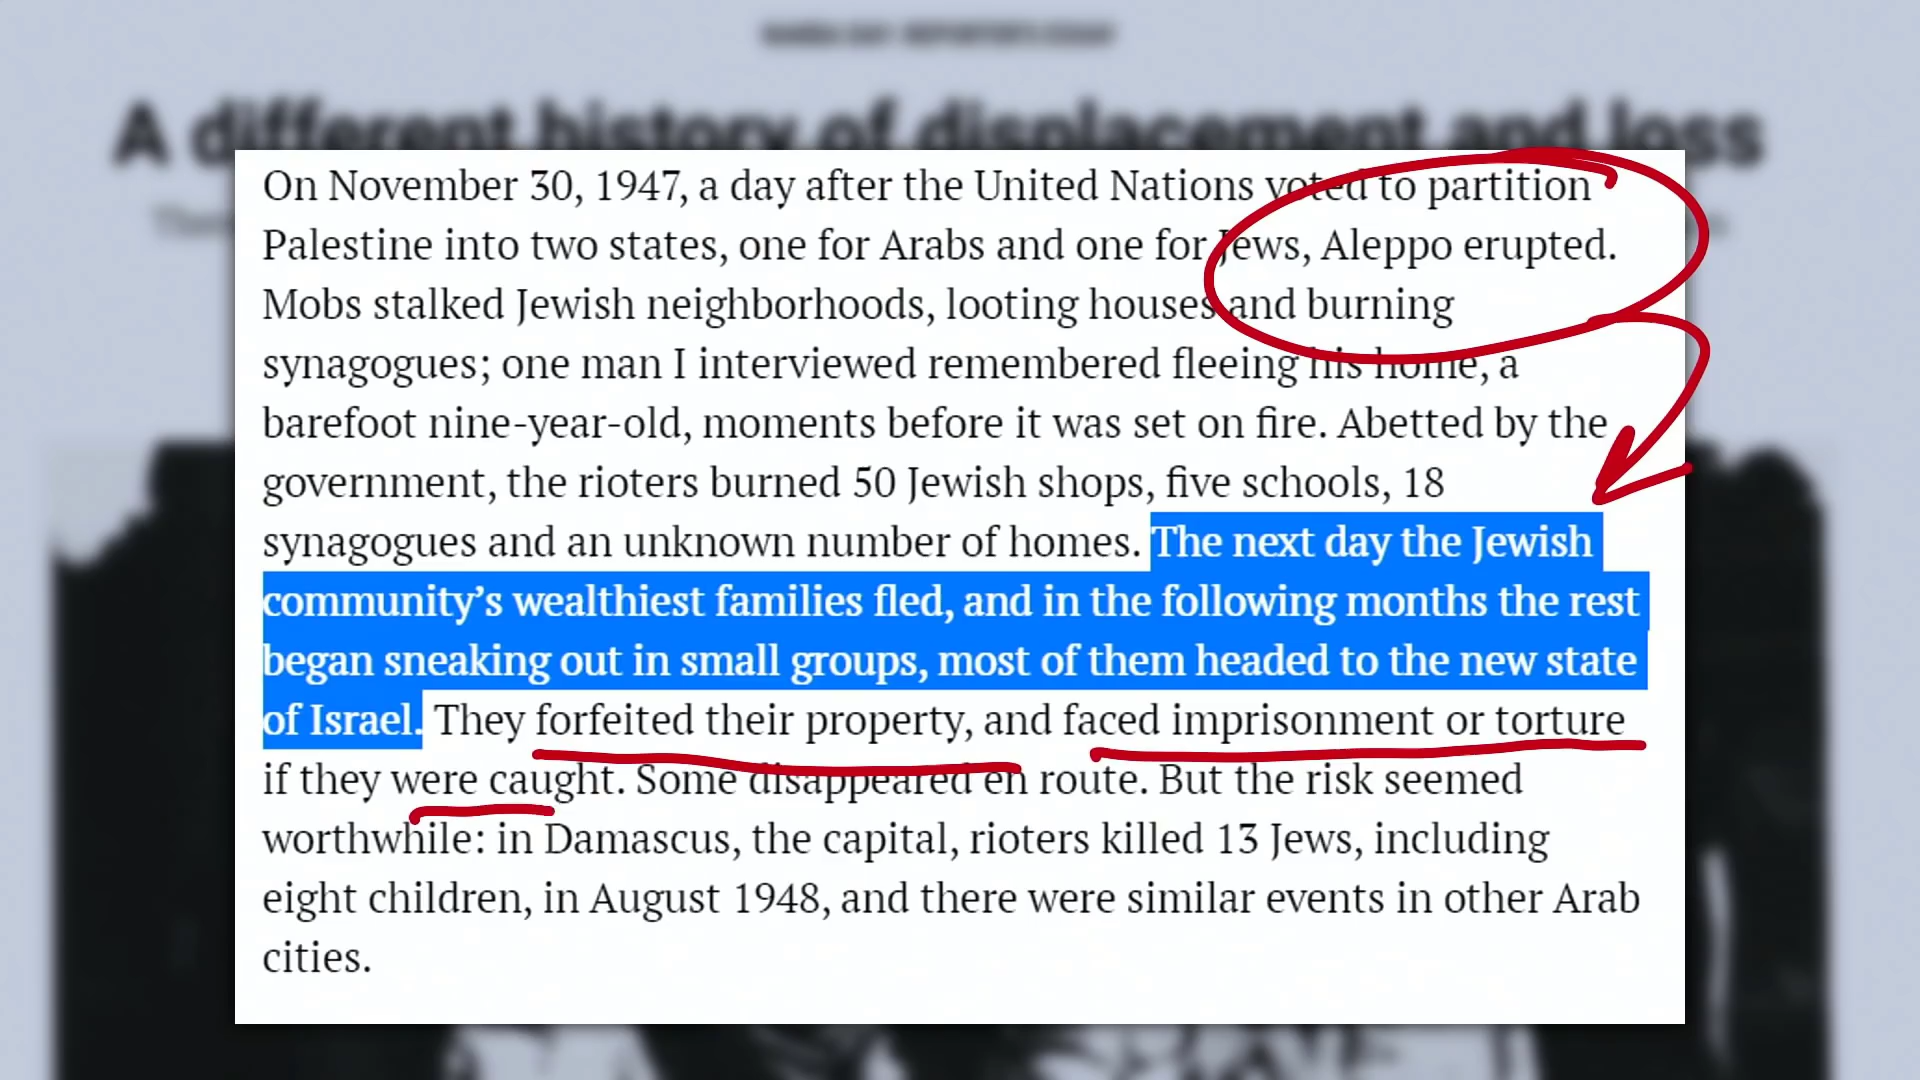 A different history of displacement and loss
On November 30, 1947, a day after the United Nations voted to partition
Palestine into two states, one for Arabs and one for Jews, Aleppo erupted.
Mobs stalked Jewish neighborhoods, looting houses and burning
synagogues; one man I interviewed remembered fleeing his home, a
barefoot nine-year-old, moments before it was set on fire. Abetted by the
government, the rioters burned 50 Jewish shops, five schools, 18
synagogues and an unknown number of homes. The next day the Jewish
community’s wealthiest families fled, and in the following months the rest
began sneaking out in small groups, most of them headed to the new state
of Israel. They forfeited their property, and faced imprisonment or torture
if they were caught. Some disappeared en route. But the risk seemed
worthwhile: in Damascus, the capital, rioters killed 13 Jews, including
eight children, in August 1948, and there were similar events in other Arab
cities.